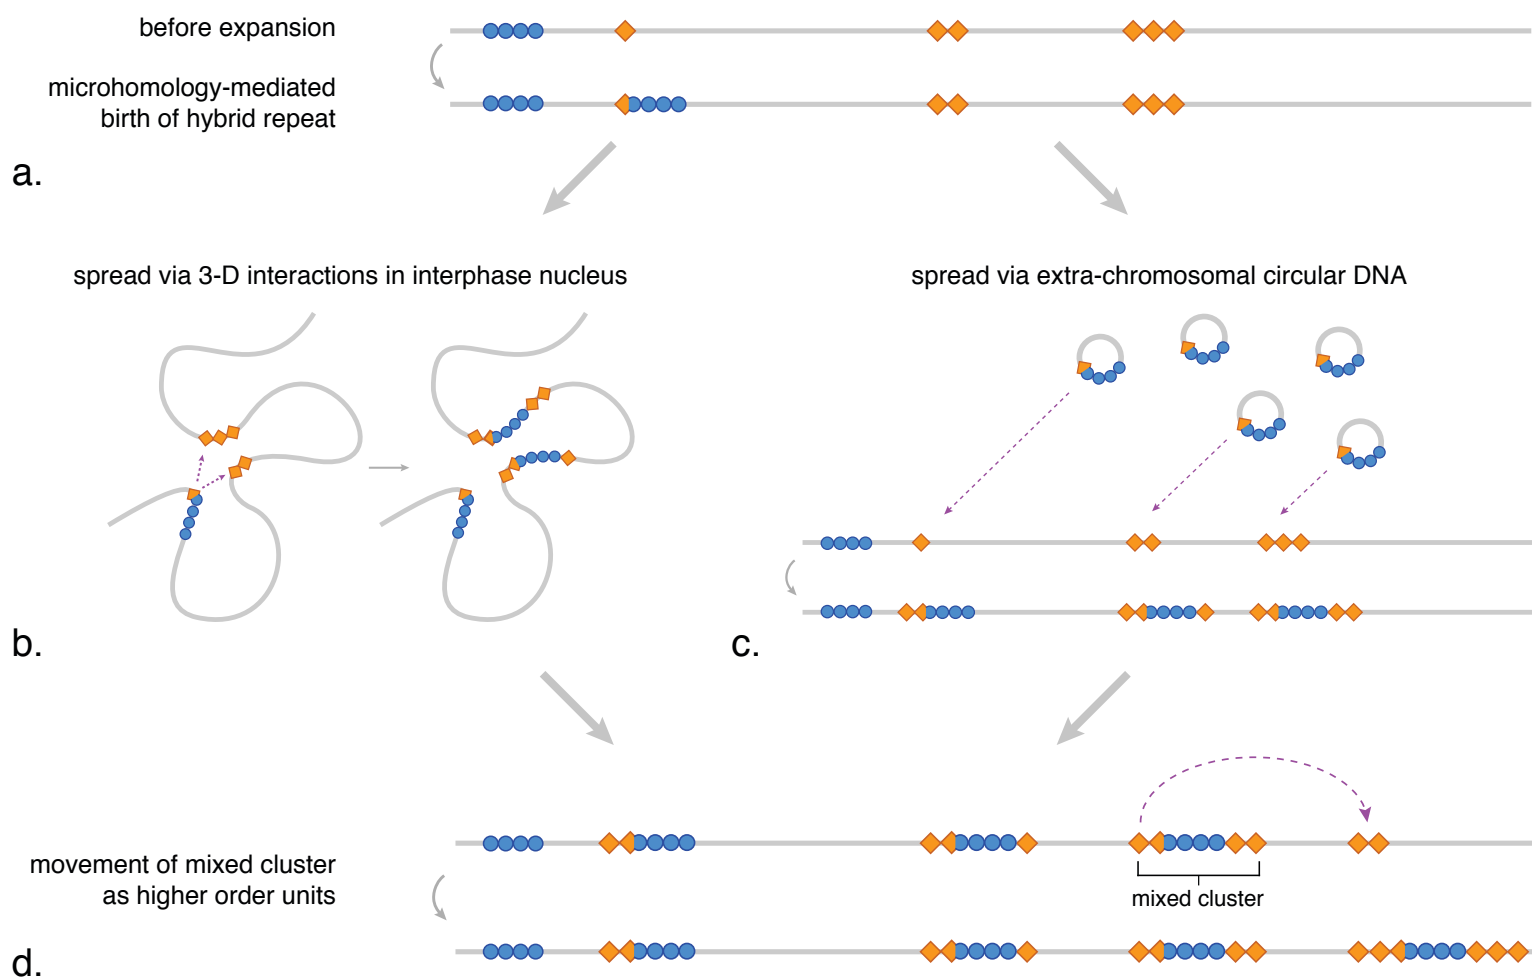 before expansion
microhomology-mediated
birth of hybrid repeat
a.
spread via 3-D interactions in interphase nucleus
spread via extra-chromosomal circular DNA
b.
c.
movement of mixed cluster
as higher order units
mixed cluster
d.